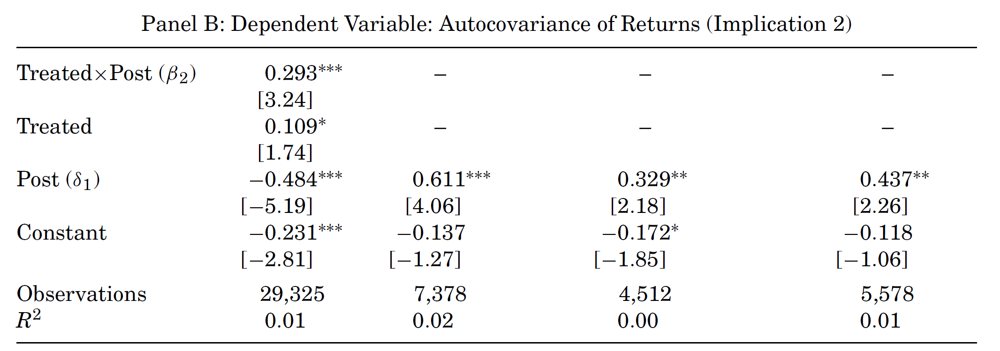 Panel B: Dependent Variable: Autocovariance of Returns (Implication 2)
Treated×Post (β₂) 0.293*** – – –
[3.24]
Treated 0.109* – – –
[1.74]
Post (δ₁) −0.484*** 0.611*** 0.329** 0.437**
[−5.19] [4.06] [2.18] [2.26]
Constant −0.231*** −0.137 −0.172* −0.118
[−2.81] [−1.27] [−1.85] [−1.06]
Observations 29,325 7,378 4,512 5,578
R² 0.01 0.02 0.00 0.01